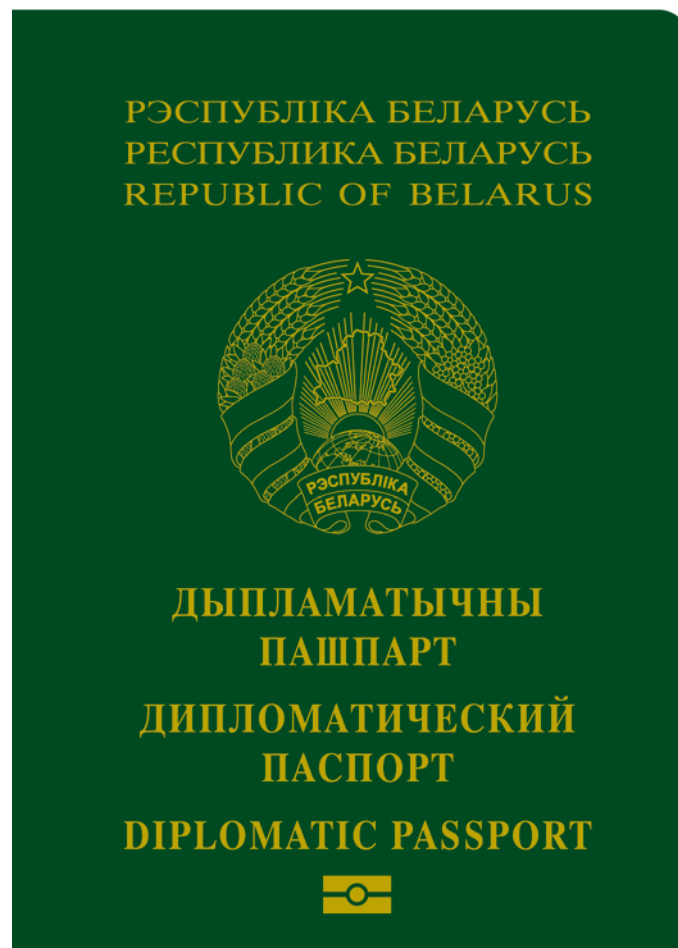 РЭСПУБЛІКА БЕЛАРУСЬ
РЕСПУБЛИКА БЕЛАРУСЬ
REPUBLIC OF BELARUS
РЭСПУБЛІКА
БЕЛАРУСЬ
ДЫПЛАМАТЫЧНЫ
ПАШПАРТ
ДИПЛОМАТИЧЕСКИЙ
ПАСПОРТ
DIPLOMATIC PASSPORT